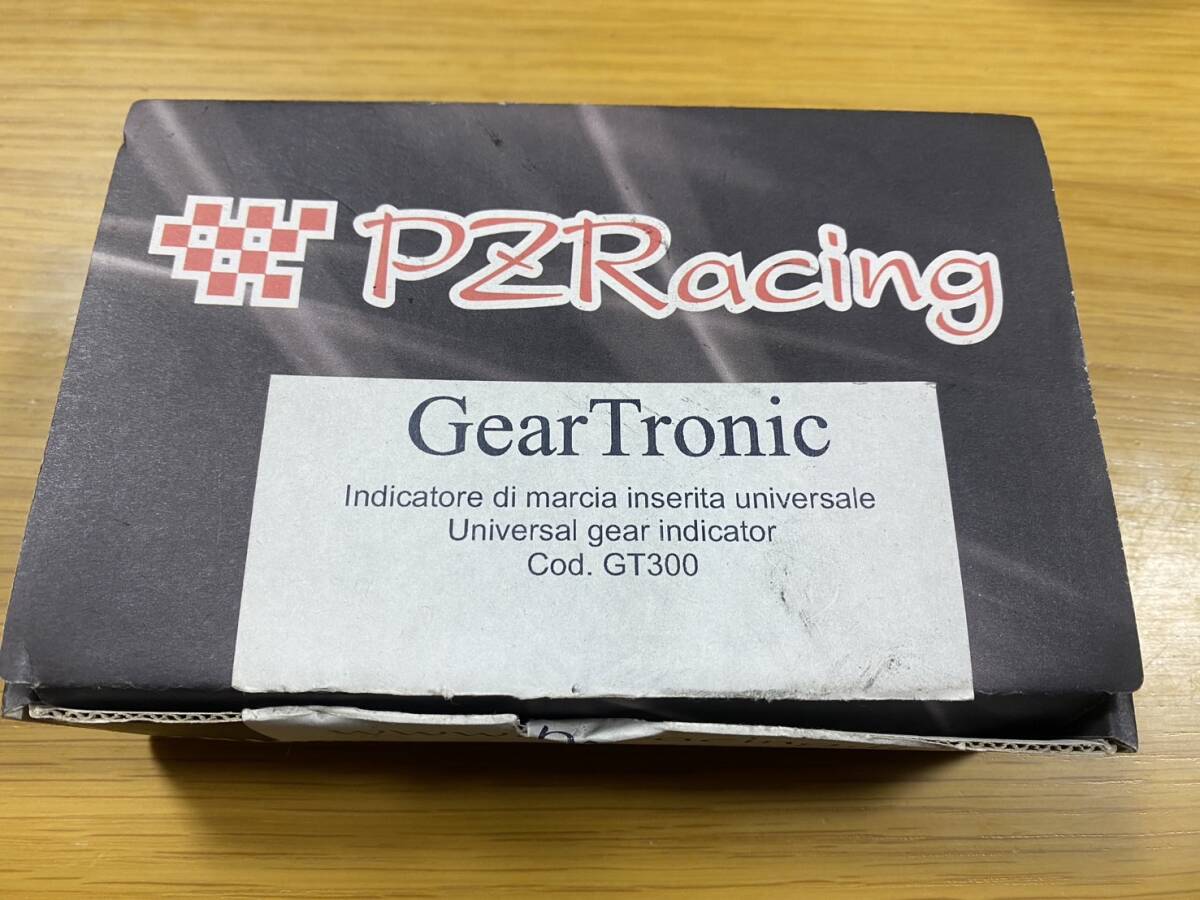 PZRacing
GearTronic
Indicatore di marcia inserita universale
Universal gear indicator
Cod. GT300